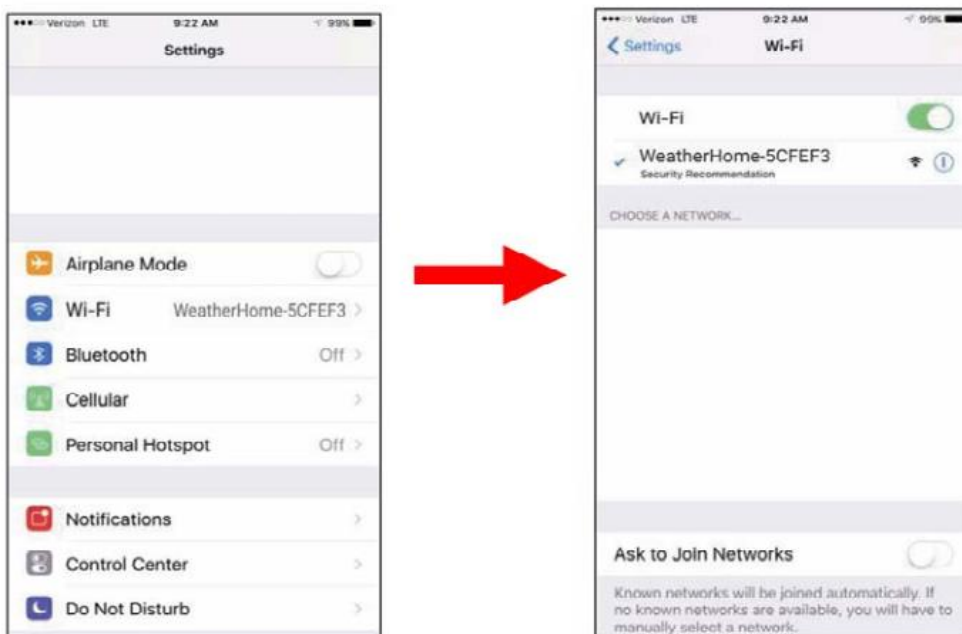 Verizon LTE 9:22 AM 99%
Settings
Airplane Mode
Wi-Fi WeatherHome-5CFEF3
Bluetooth Off
Cellular
Personal Hotspot Off
Notifications
Control Center
Do Not Disturb
Verizon LTE 9:22 AM 99%
Settings Wi-Fi
Wi-Fi
WeatherHome-5CFEF3
Security Recommendation
CHOOSE A NETWORK...
Ask to Join Networks
Known networks will be joined automatically. If
no known networks are available, you will have to
manually select a network.